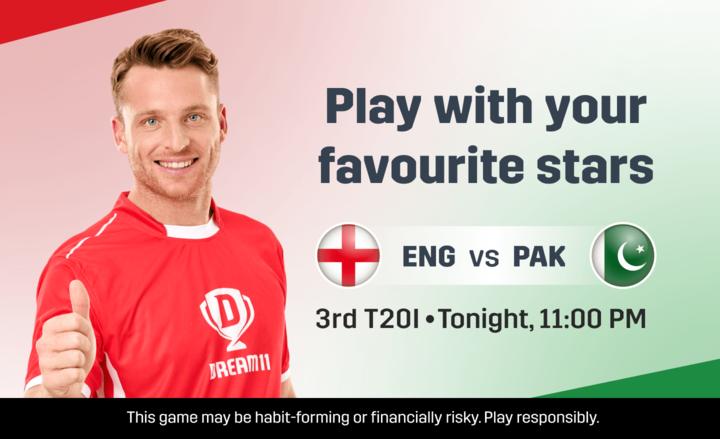 Play with your
favourite stars
ENG vs PAK
3rd T20I • Tonight, 11:00 PM
D
DREAM11
This game may be habit-forming or financially risky. Play responsibly.